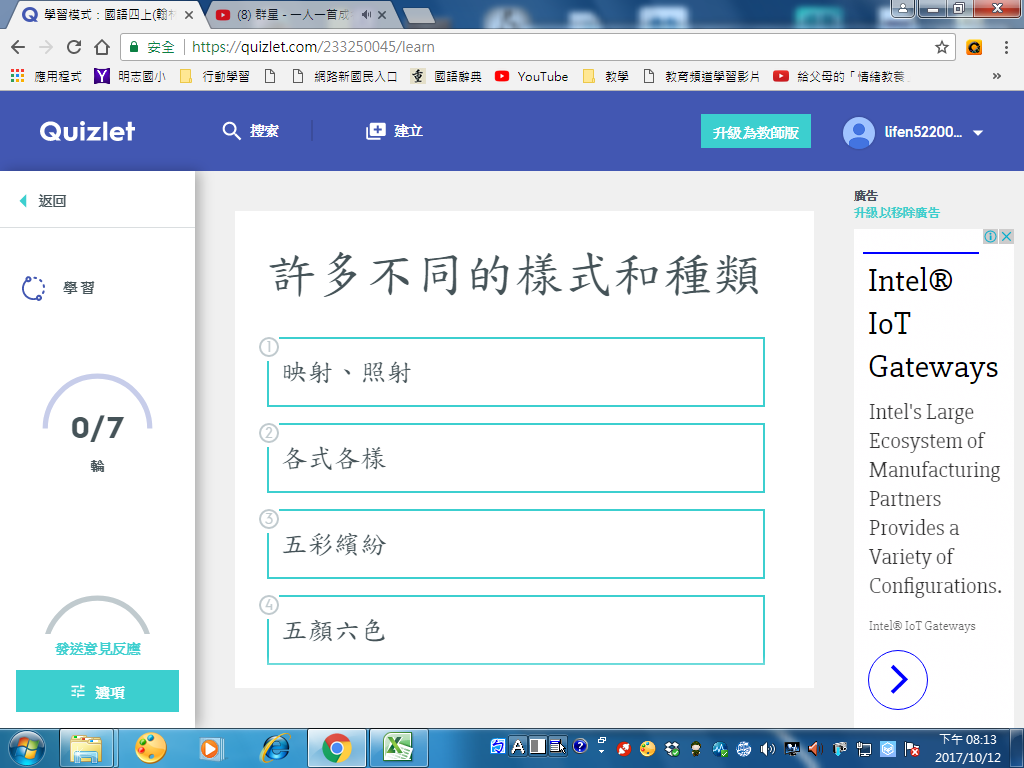 學習模式：國語四上(翰林
(8) 群星 - 一人一首成
安全
https://quizlet.com/233250045/learn
應用程式
明志國小
行動學習
網路新國民入口
國語辭典
YouTube
教學
教育頻道學習影片
給父母的「情緒教養
»
Quizlet
搜索
建立
升級為教師版
lifen52200...
返回
學習
0/7
輪
發送意見反應
選項
許多不同的樣式和種類
1
映射、照射
2
各式各樣
3
五彩繽紛
4
五顏六色
廣告
升級以移除廣告
Intel®
IoT
Gateways
Intel's Large
Ecosystem of
Manufacturing
Partners
Provides a
Variety of
Configurations.
Intel® IoT Gateways
下午 08:13
2017/10/12